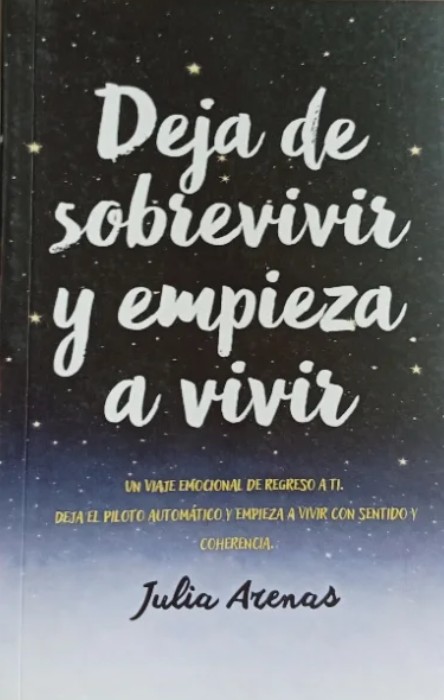 Deja de
sobrevivir
y empieza
a vivir
UN VIAJE EMOCIONAL DE REGRESO A TI.
DEJA EL PILOTO AUTOMÁTICO Y EMPIEZA A VIVIR CON SENTIDO Y
COHERENCIA.
Julia Arenas